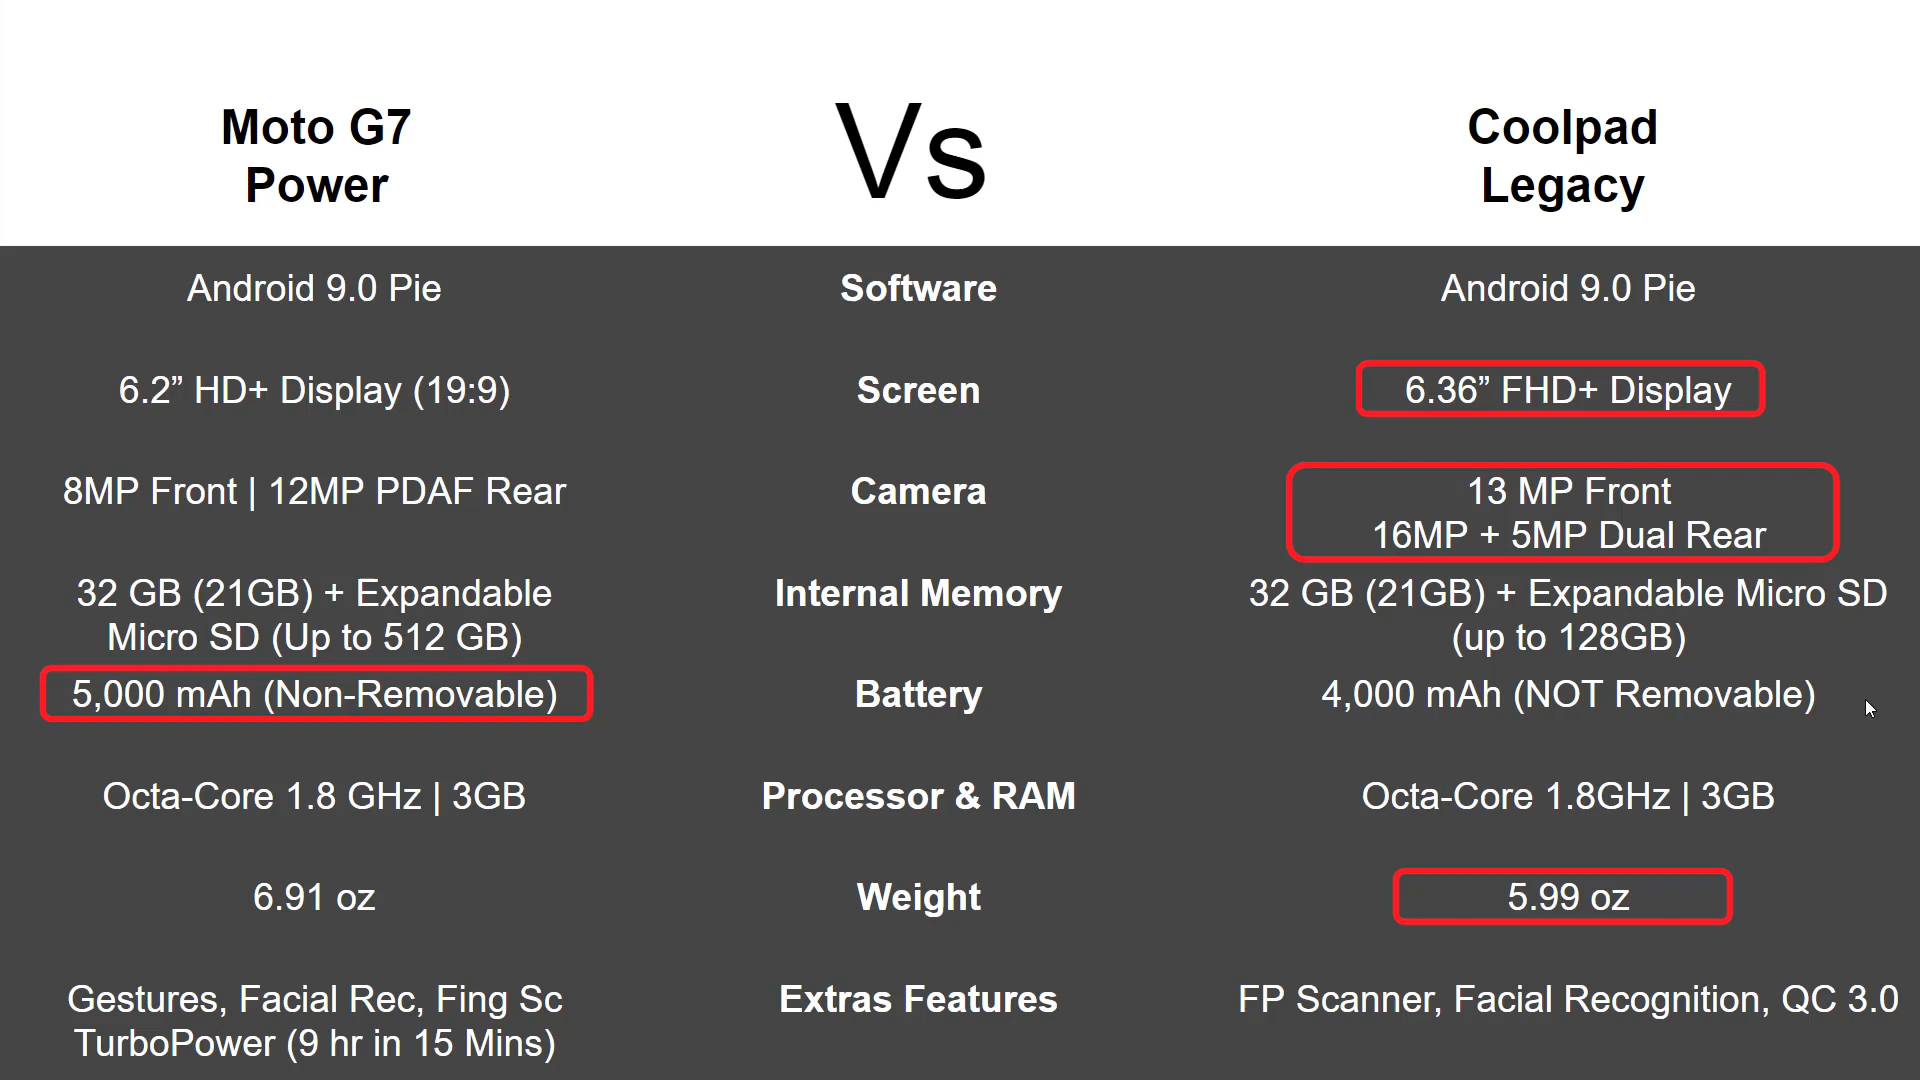 Moto G7
Power
Vs
Coolpad
Legacy
Android 9.0 Pie
Software
Android 9.0 Pie
6.2” HD+ Display (19:9)
Screen
6.36” FHD+ Display
8MP Front | 12MP PDAF Rear
Camera
13 MP Front
16MP + 5MP Dual Rear
32 GB (21GB) + Expandable
Micro SD (Up to 512 GB)
Internal Memory
32 GB (21GB) + Expandable Micro SD
(up to 128GB)
5,000 mAh (Non-Removable)
Battery
4,000 mAh (NOT Removable)
Octa-Core 1.8 GHz | 3GB
Processor & RAM
Octa-Core 1.8GHz | 3GB
6.91 oz
Weight
5.99 oz
Gestures, Facial Rec, Fing Sc
TurboPower (9 hr in 15 Mins)
Extras Features
FP Scanner, Facial Recognition, QC 3.0